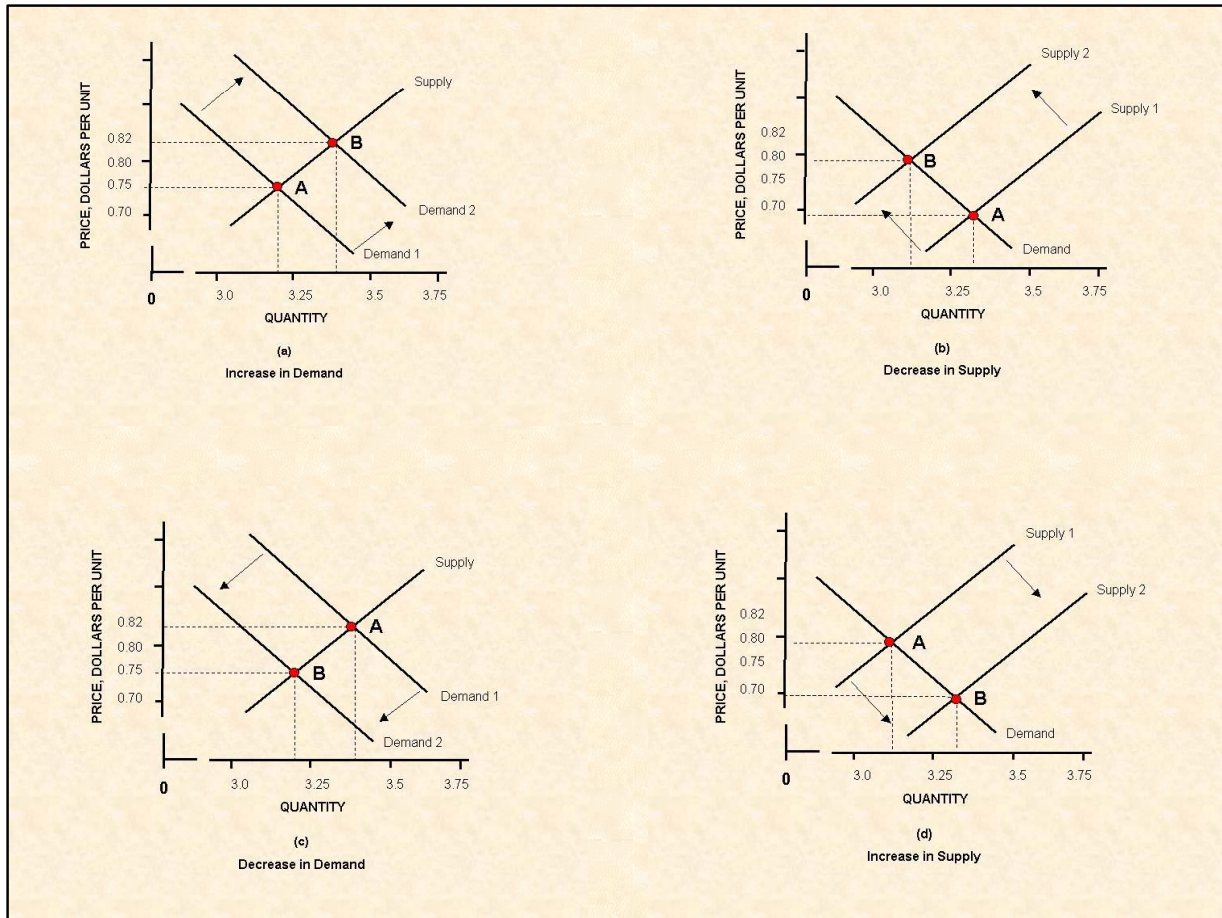 PRICE, DOLLARS PER UNIT
0.82
0.80
0.75
0.70
Supply
B
A
Demand 2
Demand 1
0
3.0 3.25 3.5 3.75
QUANTITY
(a)
Increase in Demand
PRICE, DOLLARS PER UNIT
0.82
0.80
0.75
0.70
Supply 2
Supply 1
B
A
Demand
0
3.0 3.25 3.5 3.75
QUANTITY
(b)
Decrease in Supply
PRICE, DOLLARS PER UNIT
0.82
0.80
0.75
0.70
Supply
A
B
Demand 1
Demand 2
0
3.0 3.25 3.5 3.75
QUANTITY
(c)
Decrease in Demand
PRICE, DOLLARS PER UNIT
0.82
0.80
0.75
0.70
Supply 1
Supply 2
A
B
Demand
0
3.0 3.25 3.5 3.75
QUANTITY
(d)
Increase in Supply